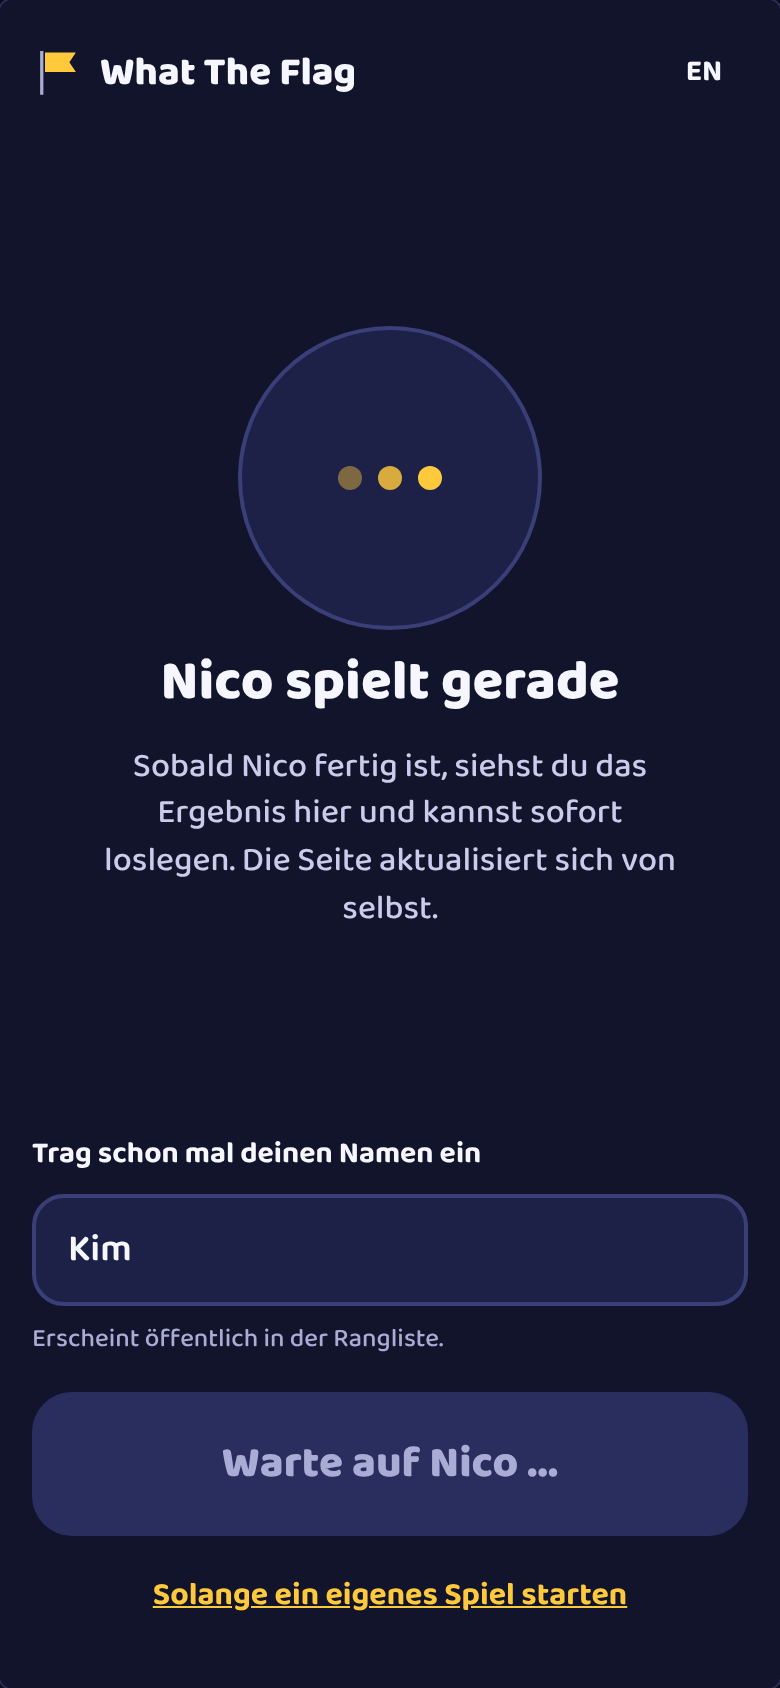 What The Flag
EN
Nico spielt gerade
Sobald Nico fertig ist, siehst du das
Ergebnis hier und kannst sofort
loslegen. Die Seite aktualisiert sich von
selbst.
Trag schon mal deinen Namen ein
Kim
Erscheint öffentlich in der Rangliste.
Warte auf Nico ...
Solange ein eigenes Spiel starten